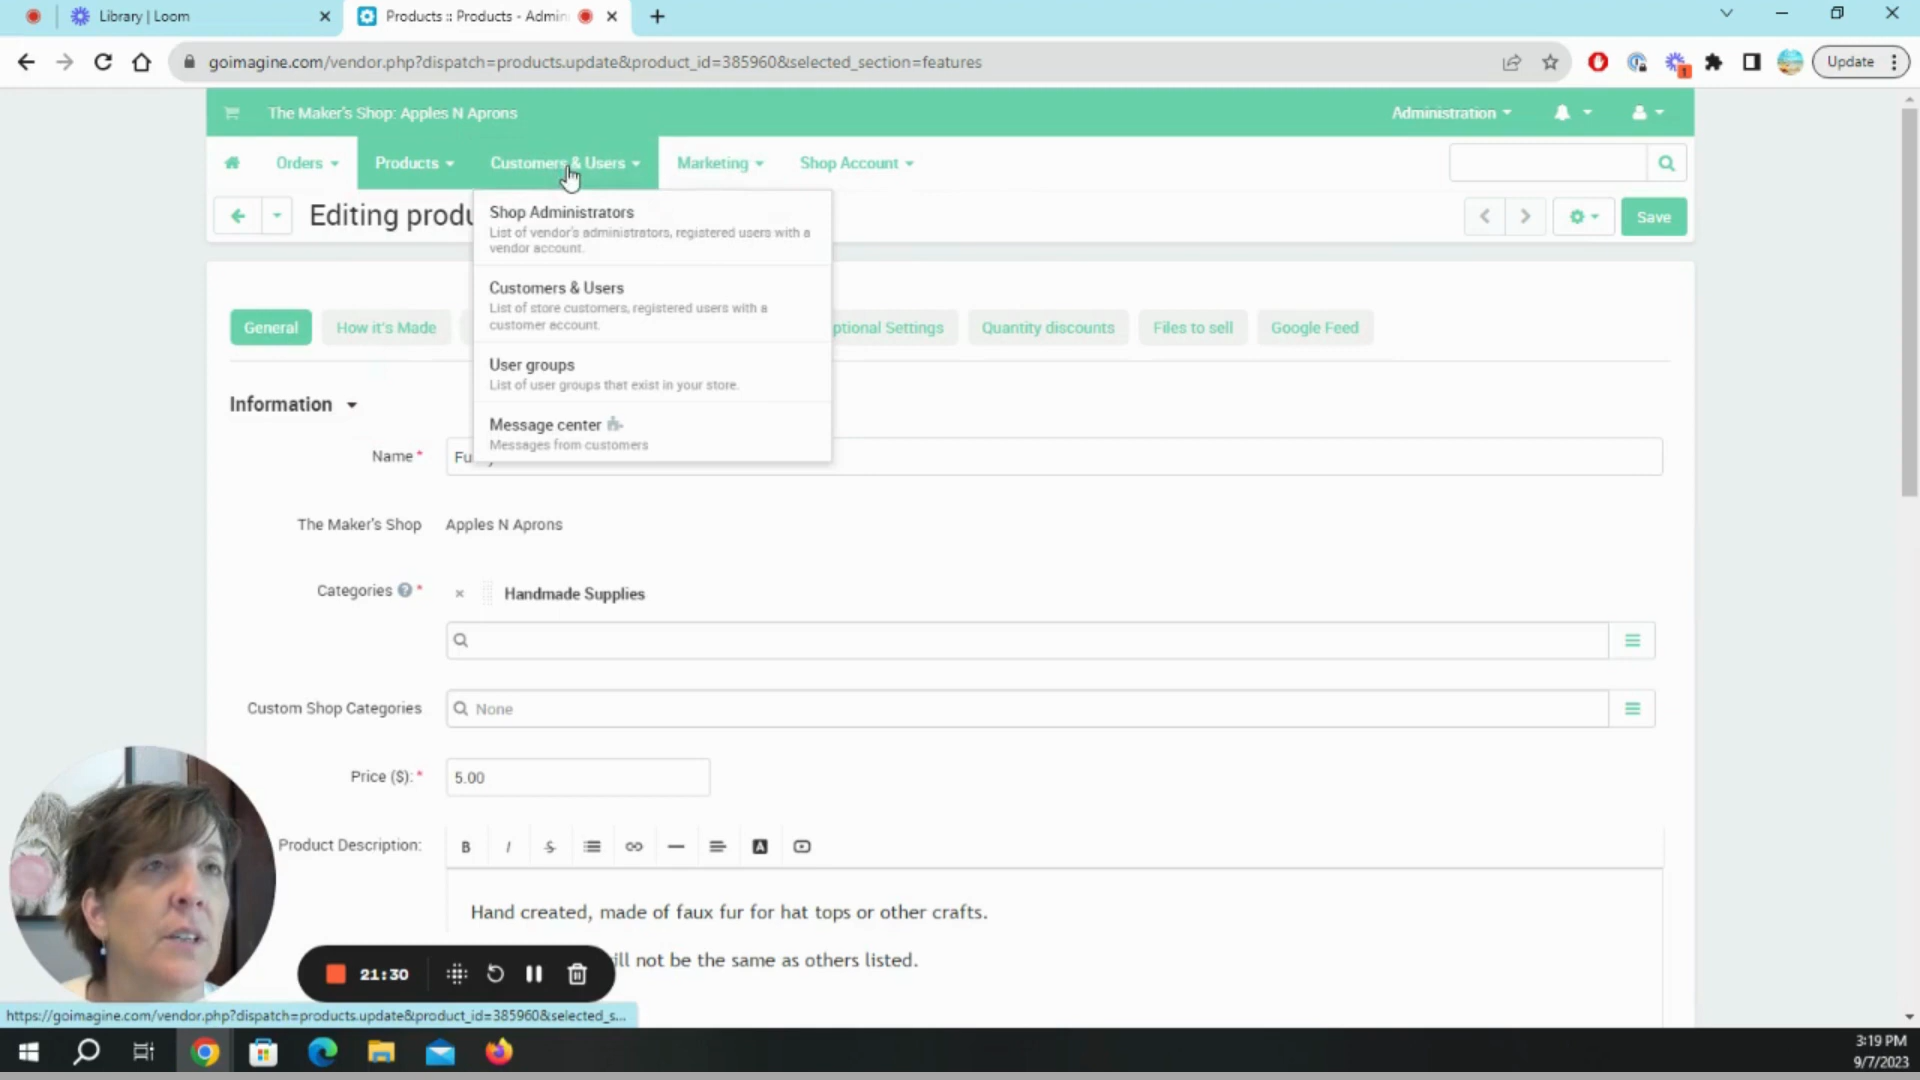 Library | Loom
Products :: Products - Admin
goimagine.com/vendor.php?dispatch=products.update&product_id=385960&selected_section=features
1
Update
The Maker's Shop: Apples N Aprons
Administration
Orders
Products
Customers & Users
Marketing
Shop Account
Editing produ
Save
Shop Administrators
List of vendor's administrators, registered users with a
vendor account.
Customers & Users
List of store customers, registered users with a
customer account.
User groups
List of user groups that exist in your store.
Message center
Messages from customers
General
How it's Made
ptional Settings
Quantity discounts
Files to sell
Google Feed
Information
Name *
Fu
The Maker's Shop
Apples N Aprons
Categories ? *
× Handmade Supplies
Custom Shop Categories
None
Price ($): *
5.00
Product Description:
B I S A
Hand created, made of faux fur for hat tops or other crafts.
ill not be the same as others listed.
21:30
https://goimagine.com/vendor.php?dispatch=products.update&product_id=385960&selected_s...
3:19 PM
9/7/2023